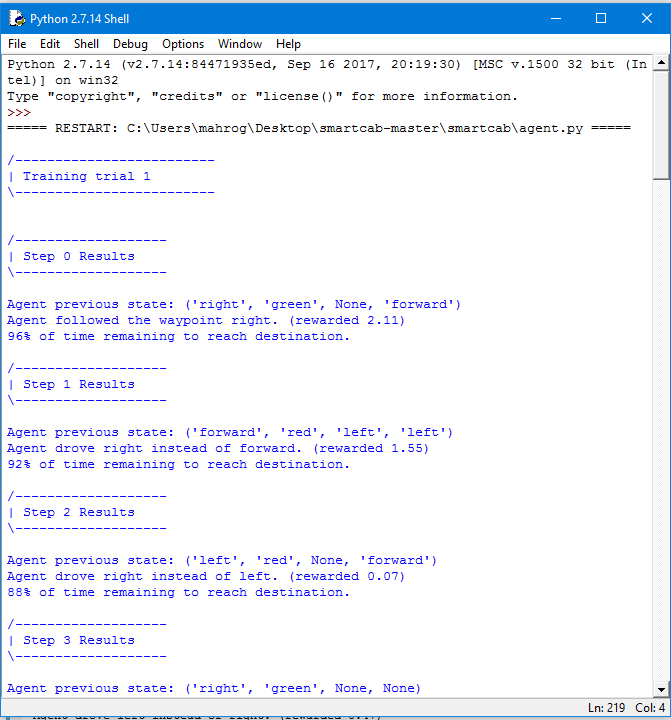 Python 2.7.14 Shell
File Edit Shell Debug Options Window Help
Python 2.7.14 (v2.7.14:84471935ed, Sep 16 2017, 20:19:30) [MSC v.1500 32 bit (In
tel)] on win32
Type "copyright", "credits" or "license()" for more information.
>>>
===== RESTART: C:\Users\mahrog\Desktop\smartcab-master\smartcab\agent.py =====
/-------------------------
| Training trial 1
\-------------------------
/-------------------
| Step 0 Results
\-------------------
Agent previous state: ('right', 'green', None, 'forward')
Agent followed the waypoint right. (rewarded 2.11)
96% of time remaining to reach destination.
/-------------------
| Step 1 Results
\-------------------
Agent previous state: ('forward', 'red', 'left', 'left')
Agent drove right instead of forward. (rewarded 1.55)
92% of time remaining to reach destination.
/-------------------
| Step 2 Results
\-------------------
Agent previous state: ('left', 'red', None, 'forward')
Agent drove right instead of left. (rewarded 0.07)
88% of time remaining to reach destination.
/-------------------
| Step 3 Results
\-------------------
Agent previous state: ('right', 'green', None, None)
Ln: 219 Col: 4